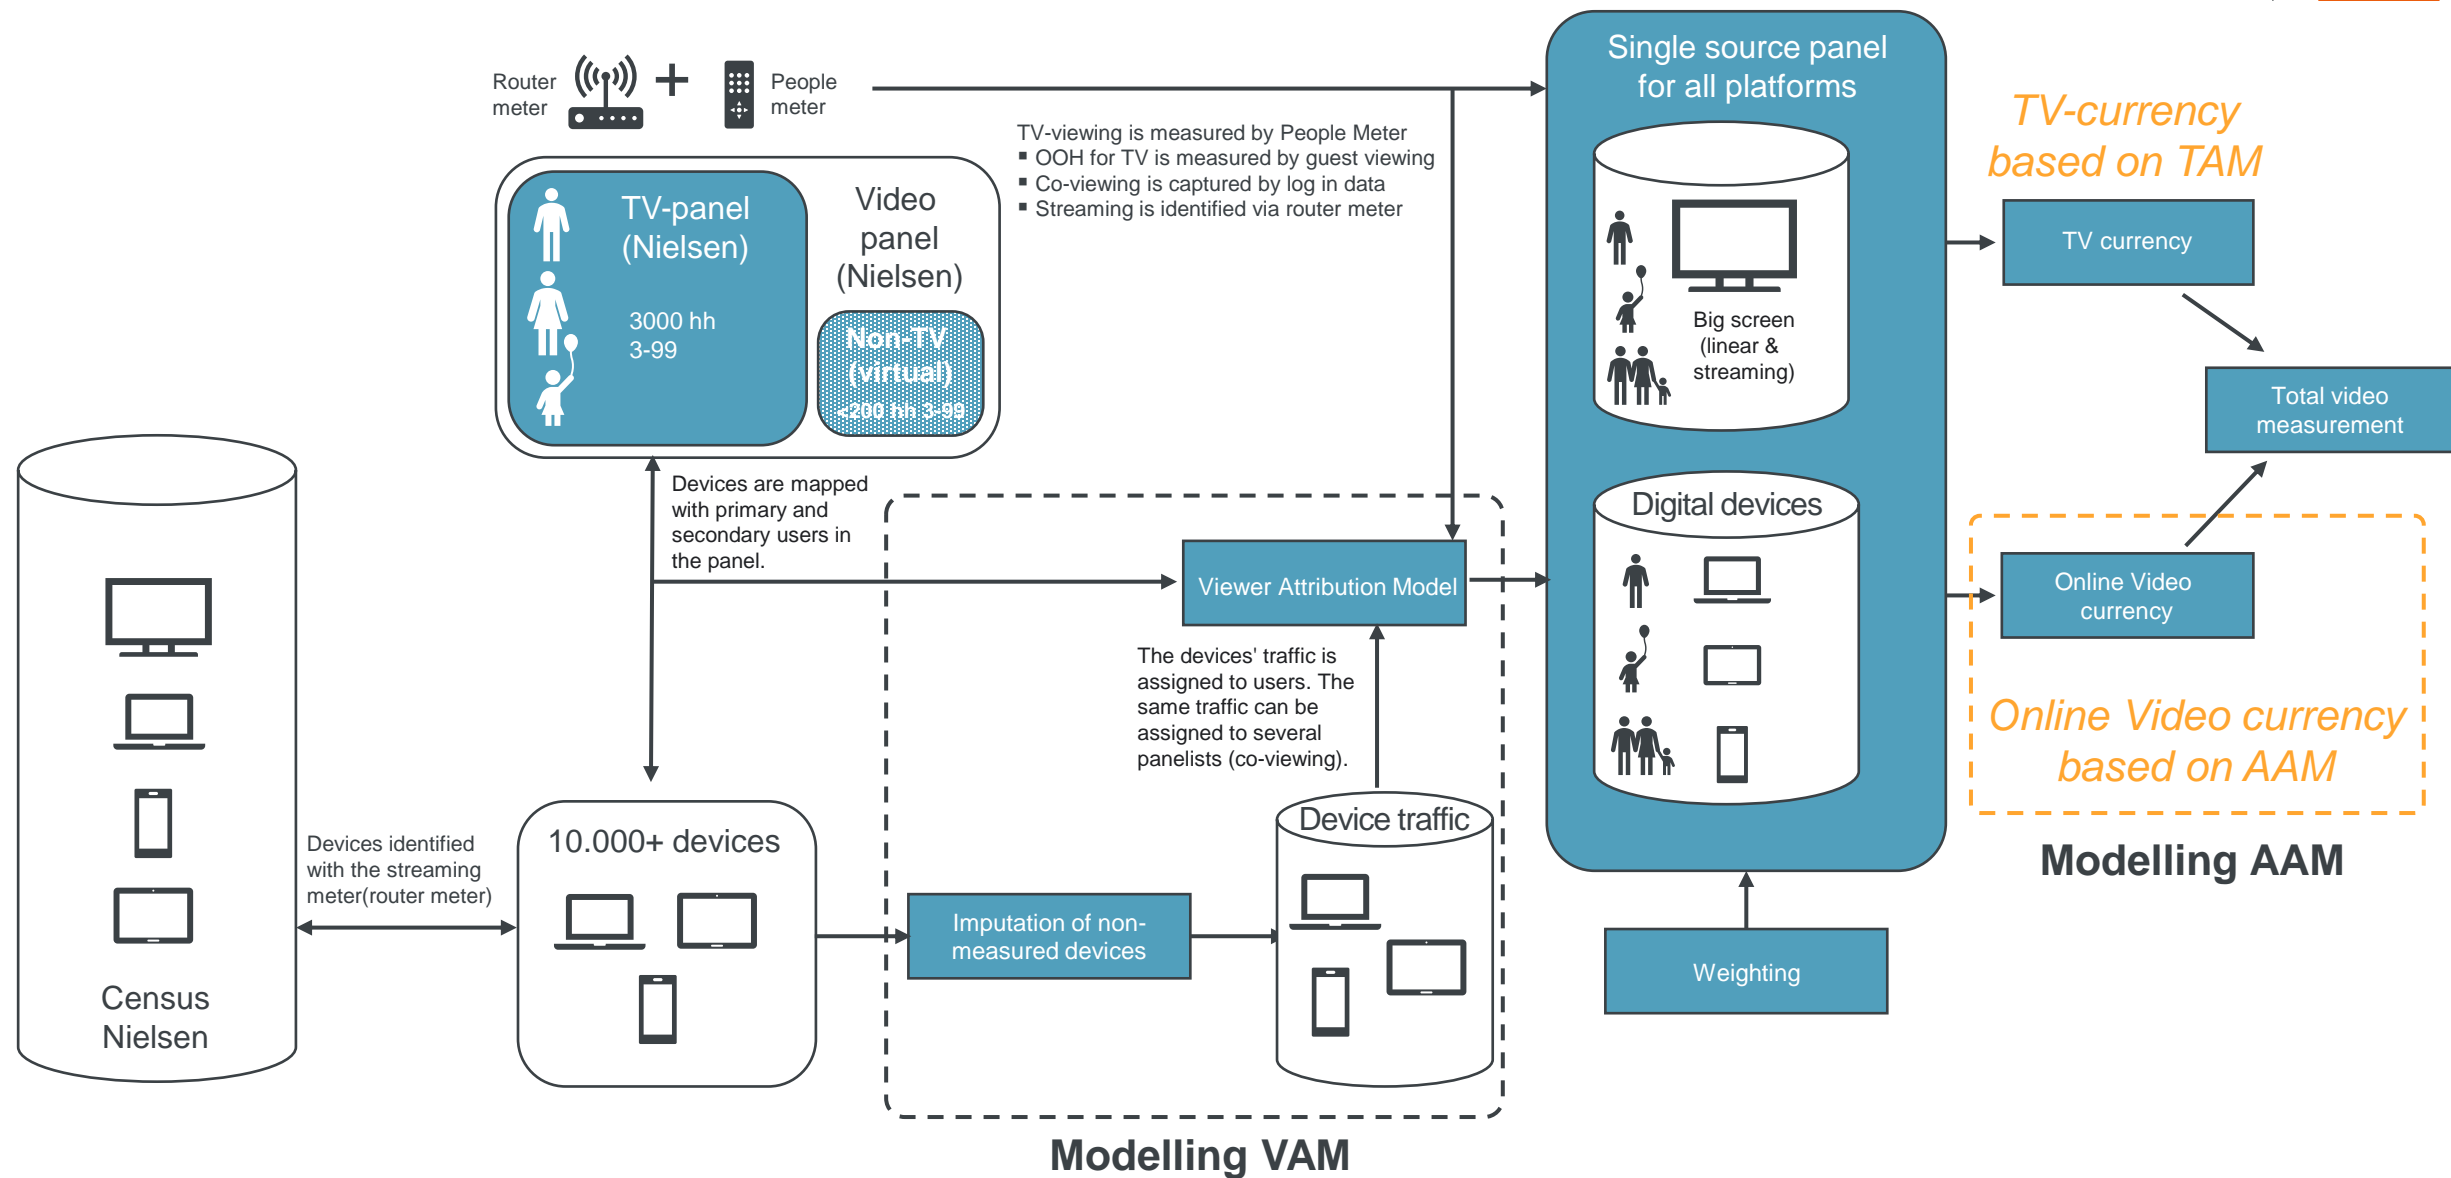 Router
meter
People
meter
TV-viewing is measured by People Meter
▪ OOH for TV is measured by guest viewing
▪ Co-viewing is captured by log in data
▪ Streaming is identified via router meter
TV-panel
(Nielsen)
3000 hh
3-99
Video
panel
(Nielsen)
Non-TV
(virtual)
<200 hh 3-99
Single source panel
for all platforms
Big screen
(linear &
streaming)
TV-currency
based on TAM
TV currency
Total video
measurement
Devices are mapped
with primary and
secondary users in
the panel.
Viewer Attribution Model
Digital devices
Online Video
currency
Online Video currency
based on AAM
Modelling AAM
The devices' traffic is
assigned to users. The
same traffic can be
assigned to several
panelists (co-viewing).
Census
Nielsen
Devices identified
with the streaming
meter(router meter)
10.000+ devices
Imputation of non-
measured devices
Device traffic
Weighting
Modelling VAM